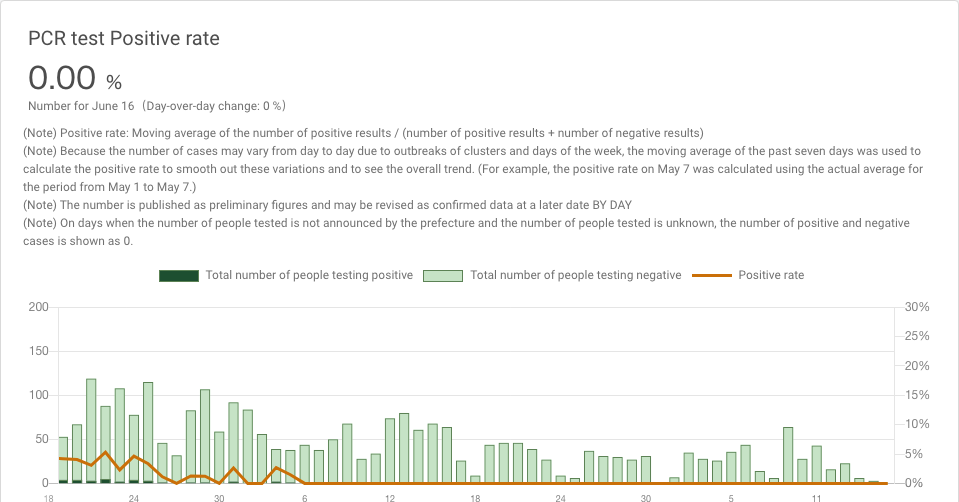 PCR test Positive rate
0.00 %
Number for June 16 (Day-over-day change: 0 %)
(Note) Positive rate: Moving average of the number of positive results / (number of positive results + number of negative results)
(Note) Because the number of cases may vary from day to day due to outbreaks of clusters and days of the week, the moving average of the past seven days was used to
calculate the positive rate to smooth out these variations and to see the overall trend. (For example, the positive rate on May 7 was calculated using the actual average for
the period from May 1 to May 7.)
(Note) The number is published as preliminary figures and may be revised as confirmed data at a later date BY DAY
(Note) On days when the number of people tested is not announced by the prefecture and the number of people tested is unknown, the number of positive and negative
cases is shown as 0.
Total number of people testing positive Total number of people testing negative Positive rate
200 30%
25%
150 20%
100 15%
10%
50 5%
0 0%
18 24 30 6 12 18 24 30 5 11